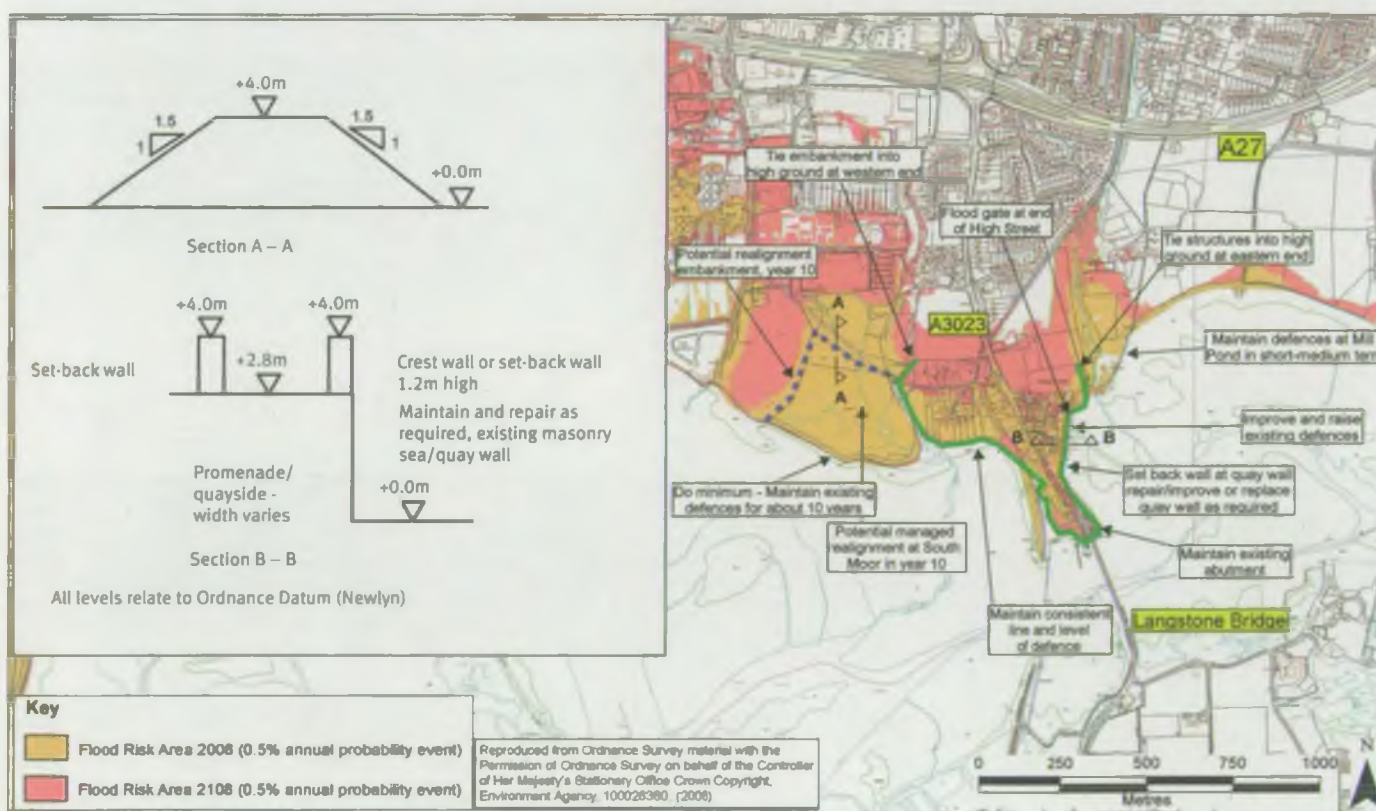 +4.0m
1.5
1
1.5
1
+0.0m
Section A – A
+4.0m
+4.0m
Set-back wall
+2.8m
Crest wall or set-back wall
1.2m high
Maintain and repair as
required, existing masonry
sea/quay wall
Promenade/
quayside -
width varies
+0.0m
Section B – B
All levels relate to Ordnance Datum (Newlyn)
A27
Tie embankment into
high ground at western end
Flood gate at end
of High Street
Tie structures into high
ground at eastern end
Potential realignment
embankment, year 10
A
A
A3023
Maintain defences at Mill
Pond in short-medium term
B
B
Improve and raise
existing defences
Set back wall at quay wall
repair/improve or replace
quay wall as required
Do minimum - Maintain existing
defences for about 10 years
Potential managed
realignment at South
Moor in year 10
Maintain existing
abutment
Maintain consistent
line and level
of defence
Langstone Bridge
Key
Flood Risk Area 2008 (0.5% annual probability event)
Flood Risk Area 2108 (0.5% annual probability event)
Reproduced from Ordnance Survey material with the
Permission of Ordnance Survey on behalf of the Controller
of Her Majesty's Stationary Office Crown Copyright,
Environment Agency, 100026380, (2008)
0 250 500 750 1000
Metres
N